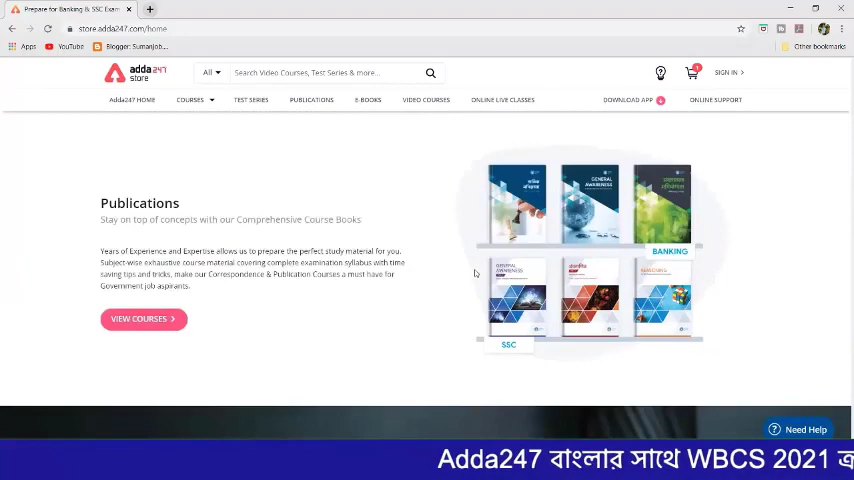 Prepare for Banking & SSC Exam
store.adda247.com/home
Apps YouTube Blogger: Sumanjob.... Other bookmarks
adda247 store
All Search Video Courses, Test Series & more... 1 SIGN IN
Adda247 HOME COURSES TEST SERIES PUBLICATIONS E-BOOKS VIDEO COURSES ONLINE LIVE CLASSES DOWNLOAD APP ONLINE SUPPORT
Publications
Stay on top of concepts with our Comprehensive Course Books
Years of Experience and Expertise allows us to prepare the perfect study material for you.
Subject-wise exhaustive course material covering complete examination syllabus with time
saving tips and tricks, make our Correspondence & Publication Courses a must have for
Government job aspirants.
VIEW COURSES
GENERAL AWARENESS
BANKING
GENERAL AWARENESS
REASONING
SSC
Need Help
Adda247 বাংলার সাথে WBCS 2021